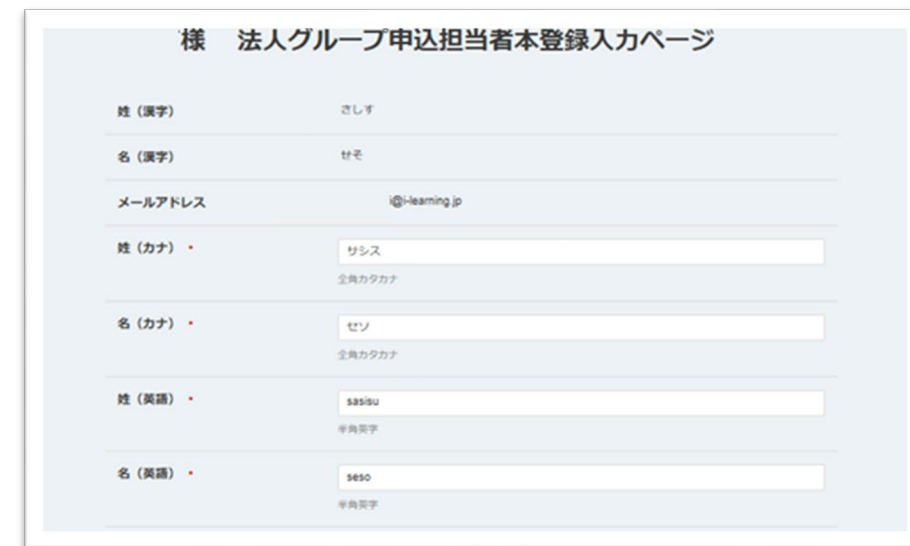 様　法人グループ申込担当者本登録入力ページ
姓（漢字）　さしす
名（漢字）　せそ
メールアドレス　i@i-learning.jp
姓（カナ）・　サシス
全角カタカナ
名（カナ）・　セソ
全角カタカナ
姓（英語）・　sasisu
半角英字
名（英語）・　seso
半角英字